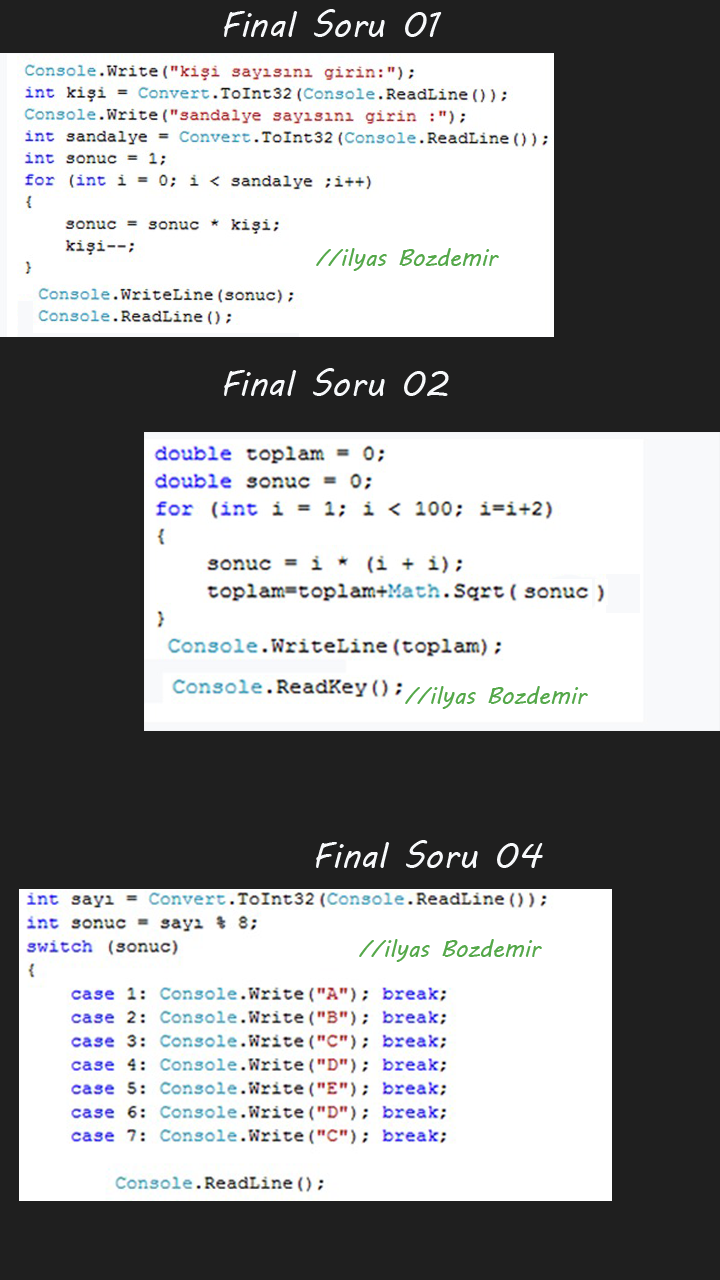 Final Soru 01
Console.Write("kişi sayısını girin:");
int kişi = Convert.ToInt32(Console.ReadLine());
Console.Write("sandalye sayısını girin :");
int sandalye = Convert.ToInt32(Console.ReadLine());
int sonuc = 1;
for (int i = 0; i < sandalye ;i++)
{
sonuc = sonuc * kişi;
kişi--;
//ilyas Bozdemir
}
Console.WriteLine(sonuc);
Console.ReadLine();
Final Soru 02
double toplam = 0;
double sonuc = 0;
for (int i = 1; i < 100; i=i+2)
{
sonuc = i * (i + i);
toplam=toplam+Math.Sqrt(sonuc)
}
Console.WriteLine(toplam);
Console.ReadKey(); //ilyas Bozdemir
Final Soru 04
int sayı = Convert.ToInt32(Console.ReadLine());
int sonuc = sayı % 8;
switch (sonuc) //ilyas Bozdemir
{
case 1: Console.Write("A"); break;
case 2: Console.Write("B"); break;
case 3: Console.Write("C"); break;
case 4: Console.Write("D"); break;
case 5: Console.Write("E"); break;
case 6: Console.Write("D"); break;
case 7: Console.Write("C"); break;
Console.ReadLine();